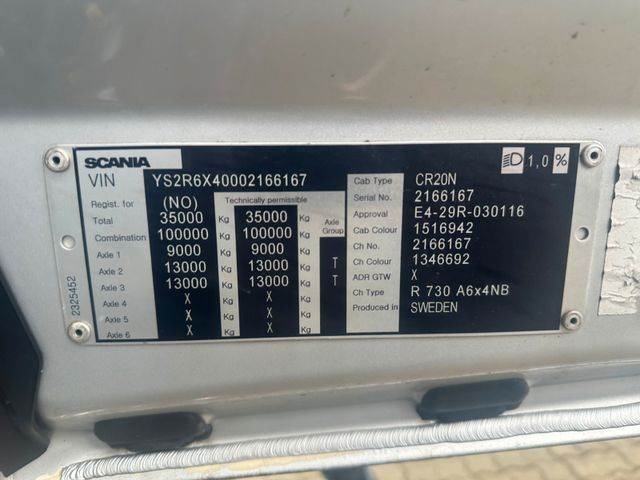 SCANIA 1,0 %
VIN YS2R6X40002166167 Cab Type CR20N
Regist. for (NO) Technically permissible Serial No. 2166167
Total 35000 Kg 35000 Kg Axle Group Approval E4-29R-030116
Combination 100000 Kg 100000 Kg Cab Colour 1516942
Axle 1 9000 Kg 9000 Kg Ch No. 2166167
Axle 2 13000 Kg 13000 Kg T Ch Colour 1346692
Axle 3 13000 Kg 13000 Kg T ADR GTW X
Axle 4 X Kg X Kg Ch Type R 730 A6x4NB
Axle 5 X Kg X Kg Produced in SWEDEN
Axle 6 X Kg X Kg
2325452